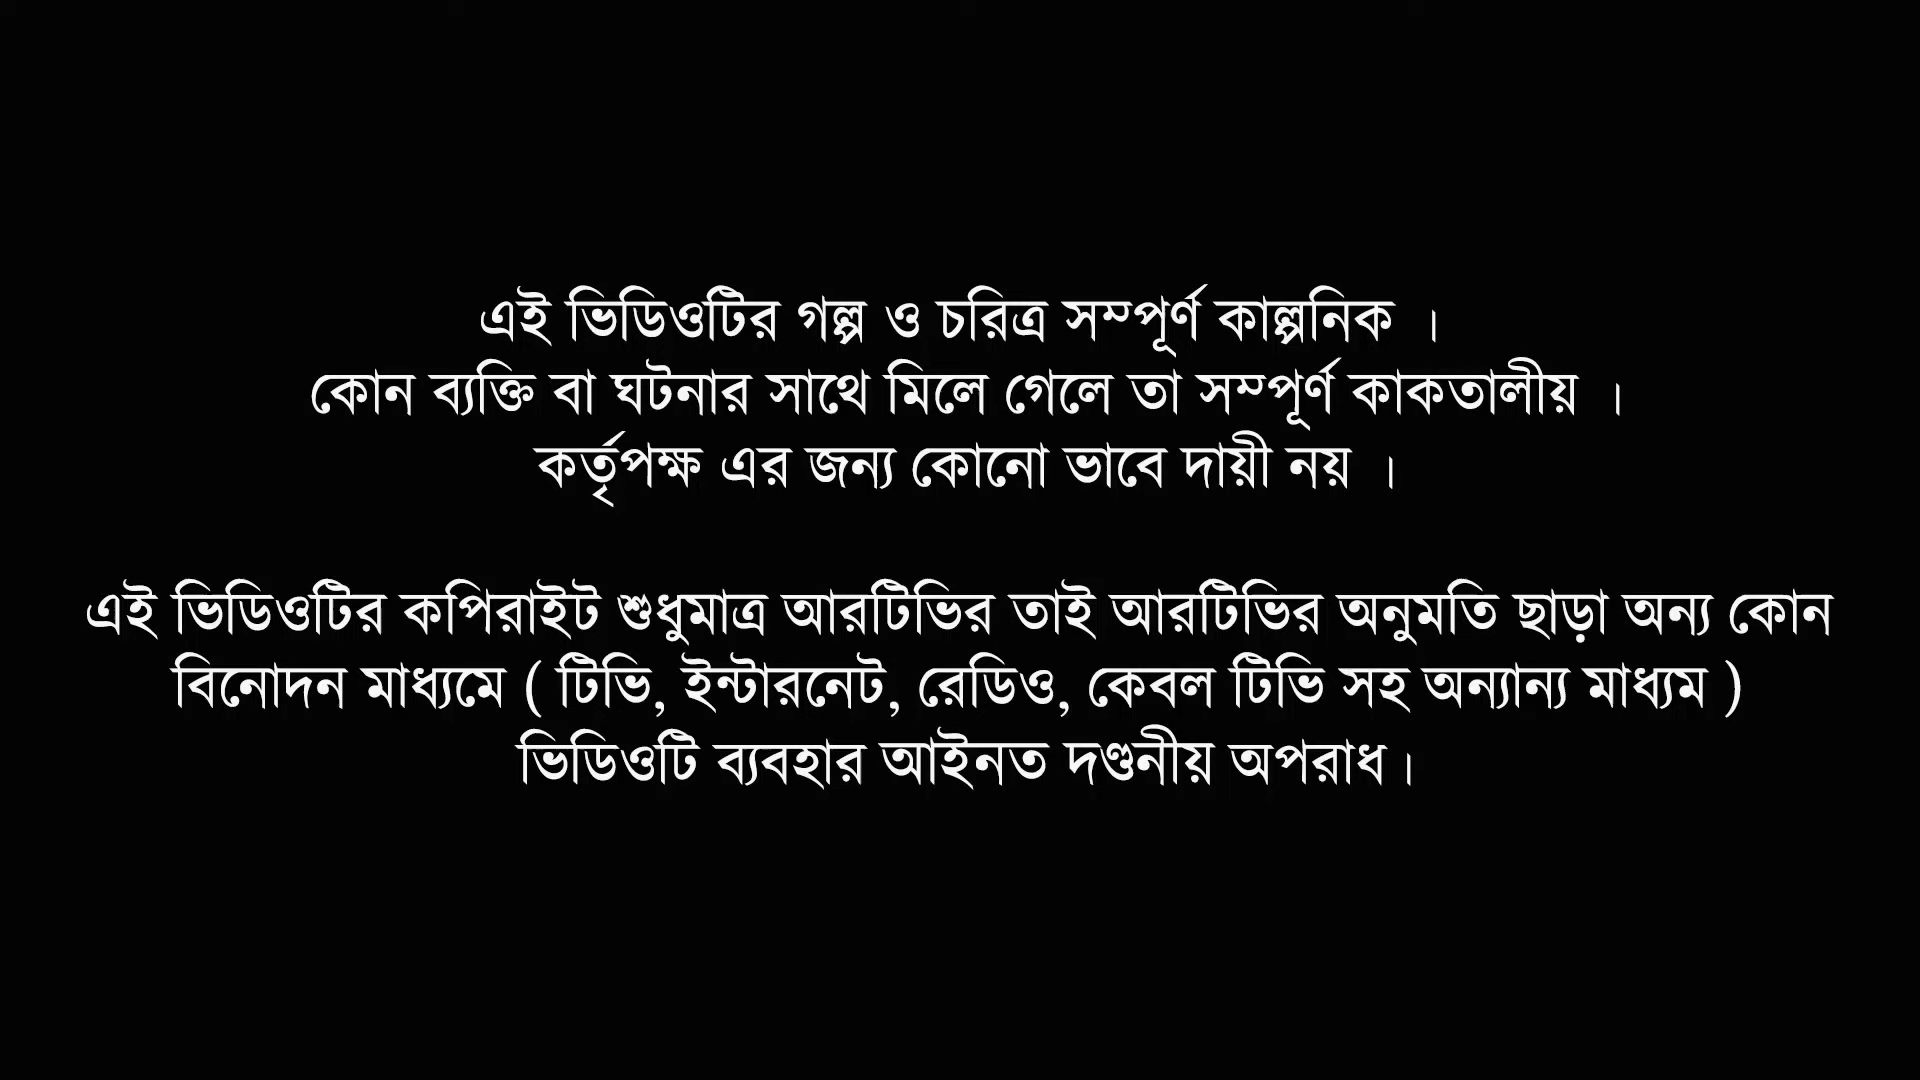 এই ভিডিওটির গল্প ও চরিত্র সম্পূর্ণ কাল্পনিক ।
কোন ব্যক্তি বা ঘটনার সাথে মিলে গেলে তা সম্পূর্ণ কাকতালীয় ।
কর্তৃপক্ষ এর জন্য কোনো ভাবে দায়ী নয় ।
এই ভিডিওটির কপিরাইট শুধুমাত্র আরটিভির তাই আরটিভির অনুমতি ছাড়া অন্য কোন
বিনোদন মাধ্যমে ( টিভি, ইন্টারনেট, রেডিও, কেবল টিভি সহ অন্যান্য মাধ্যম )
ভিডিওটি ব্যবহার আইনত দণ্ডনীয় অপরাধ।